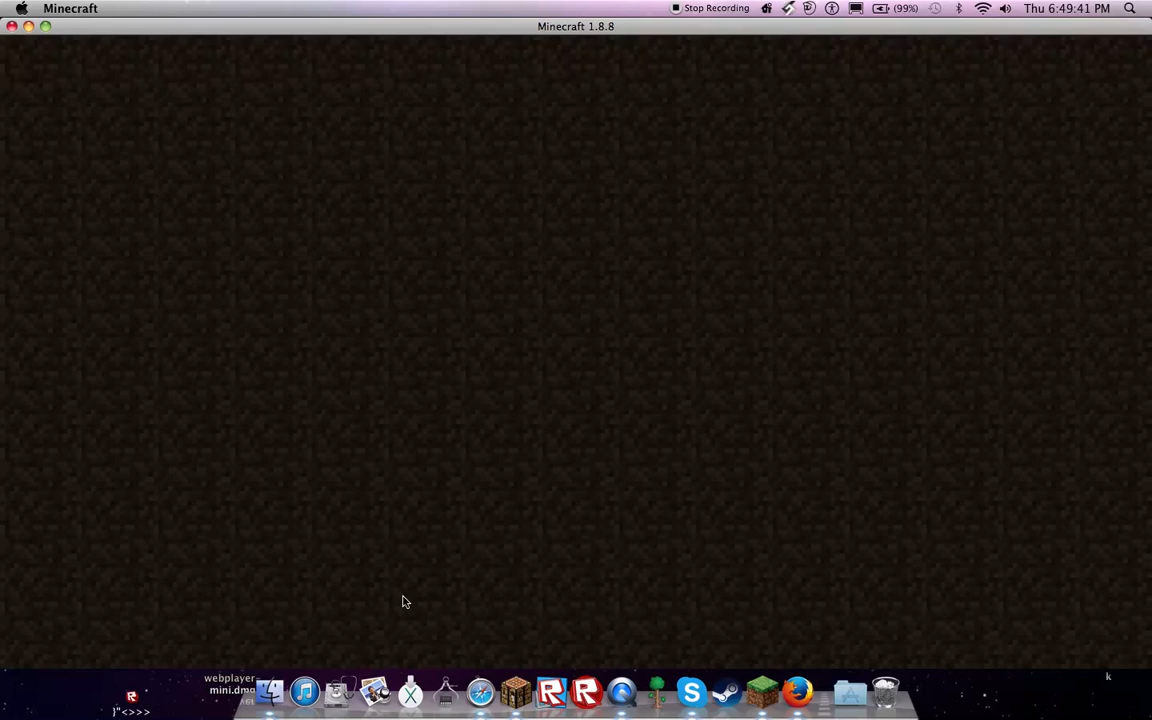 Minecraft
Stop Recording
(99%)
Thu 6:49:41 PM
Minecraft 1.8.8
webplayer-
mini.dmg
}"<>>>
k